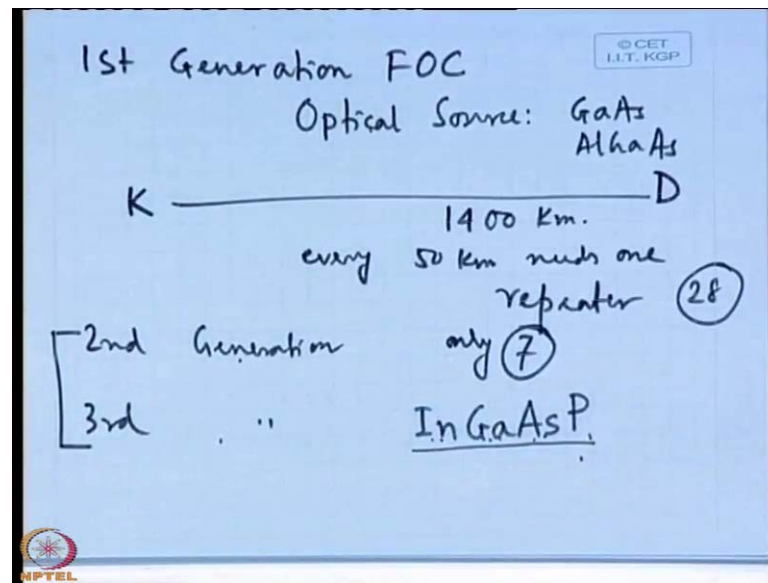 © CET
I.I.T. KGP
1st Generation FOC
Optical Source: GaAs
AlGaAs
K D
1400 Km.
every 50 km needs one
repeater 28
2nd Generation only 7
3rd " InGaAsP.
NPTEL